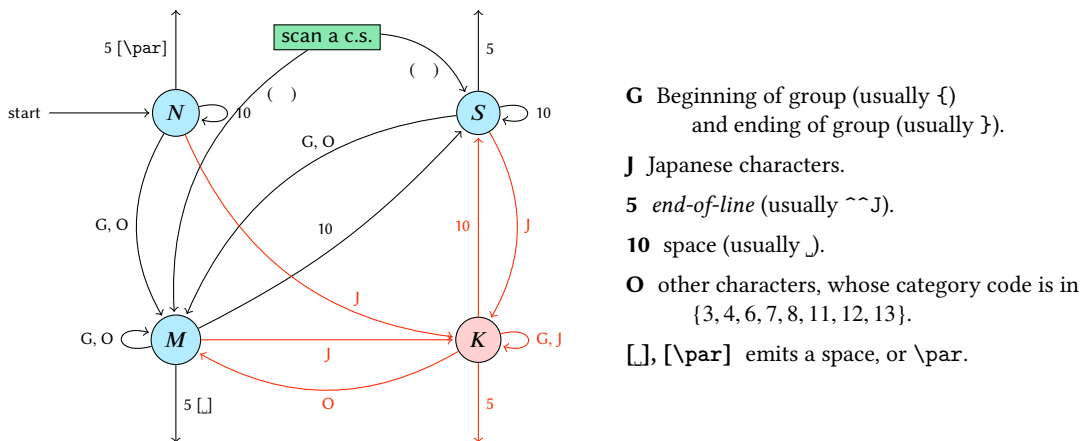 5 [\par]
scan a c.s.
5
( )
( )
start
N
10
S
10
G, O
G, O
10
10
J
J
G, O
M
J
K
G, J
5 [␣]
O
5
G Beginning of group (usually {)
and ending of group (usually }).
J Japanese characters.
5 end-of-line (usually ^^J).
10 space (usually ␣).
O other characters, whose category code is in
{3, 4, 6, 7, 8, 11, 12, 13}.
[␣], [\par] emits a space, or \par.